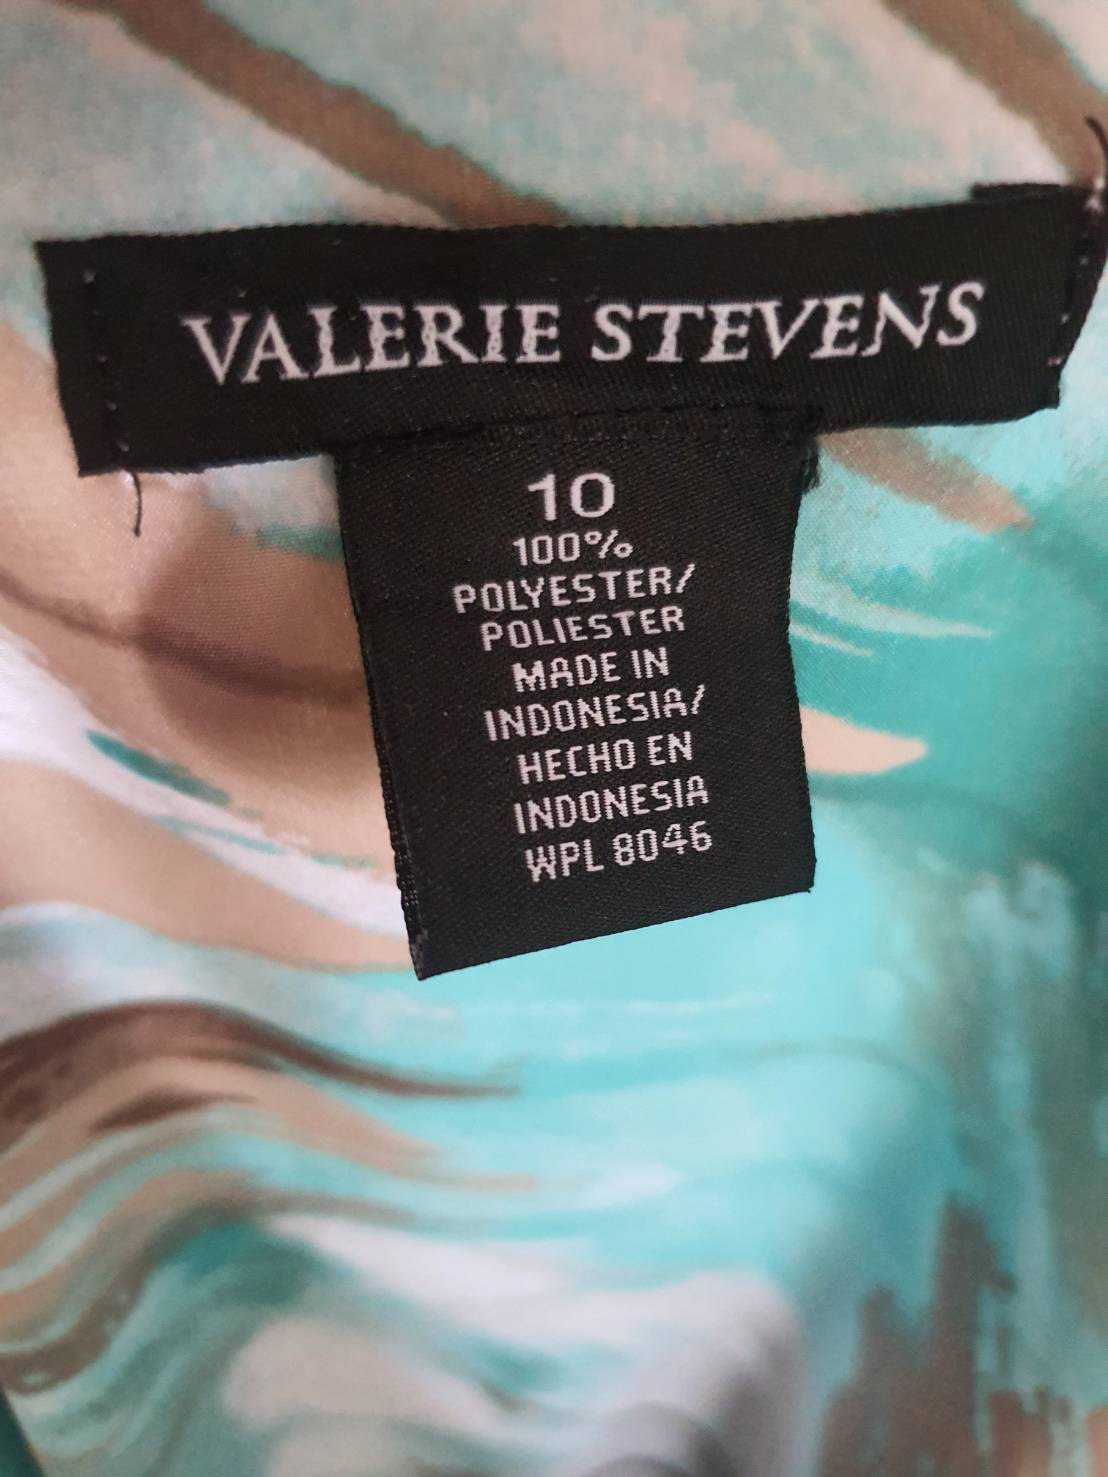 VALERIE STEVENS
10
100%
POLYESTER/
POLIESTER
MADE IN
INDONESIA/
HECHO EN
INDONESIA
WPL 8046